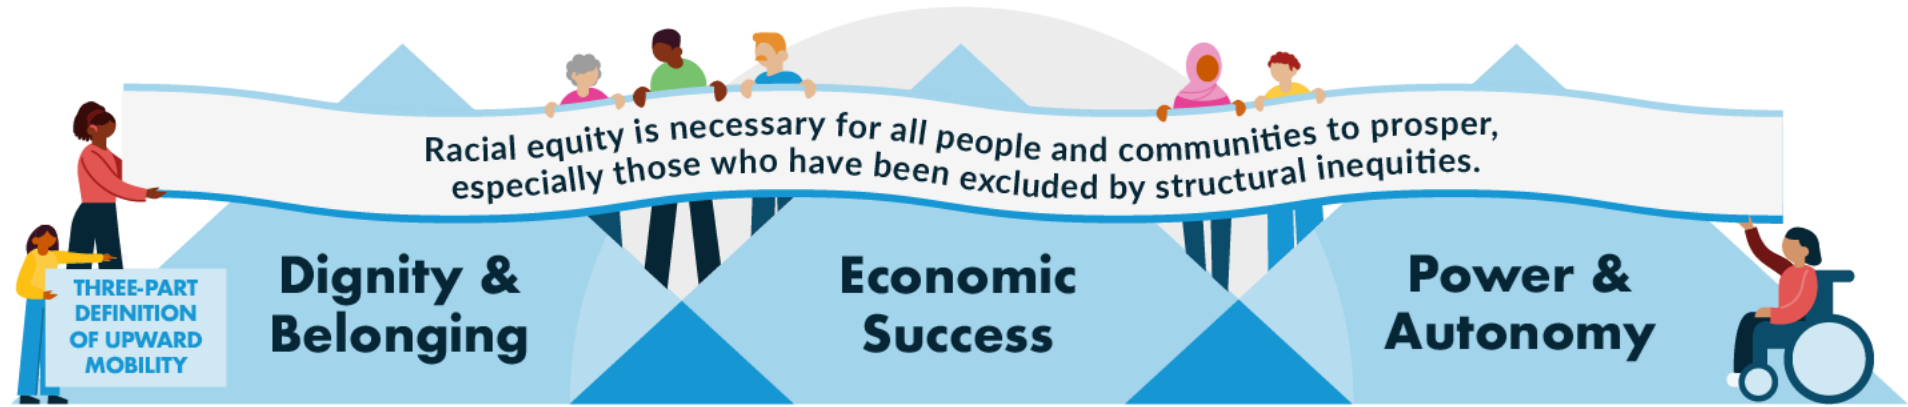 Racial equity is necessary for all people and communities to prosper,
especially those who have been excluded by structural inequities.
THREE-PART
DEFINITION
OF UPWARD
MOBILITY
Dignity &
Belonging
Economic
Success
Power &
Autonomy